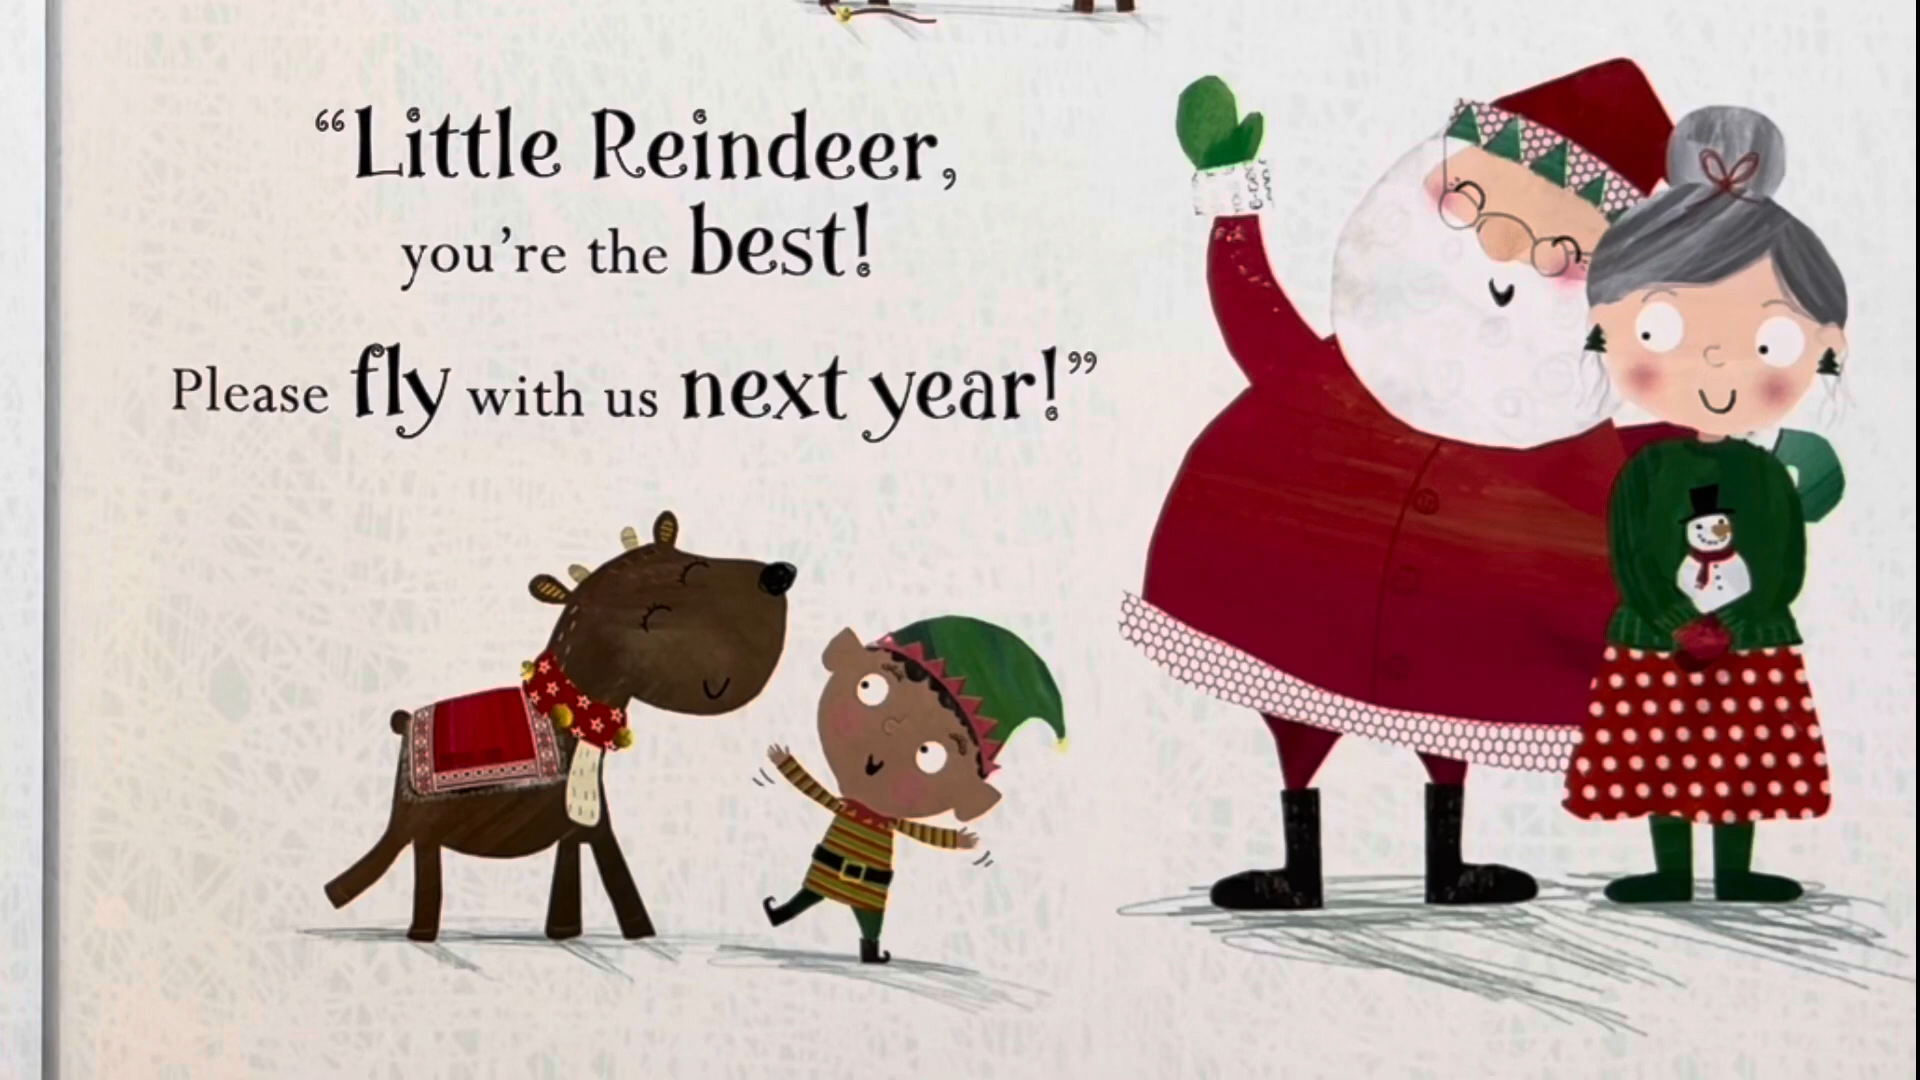 “Little Reindeer,
you’re the best!
Please fly with us next year!”